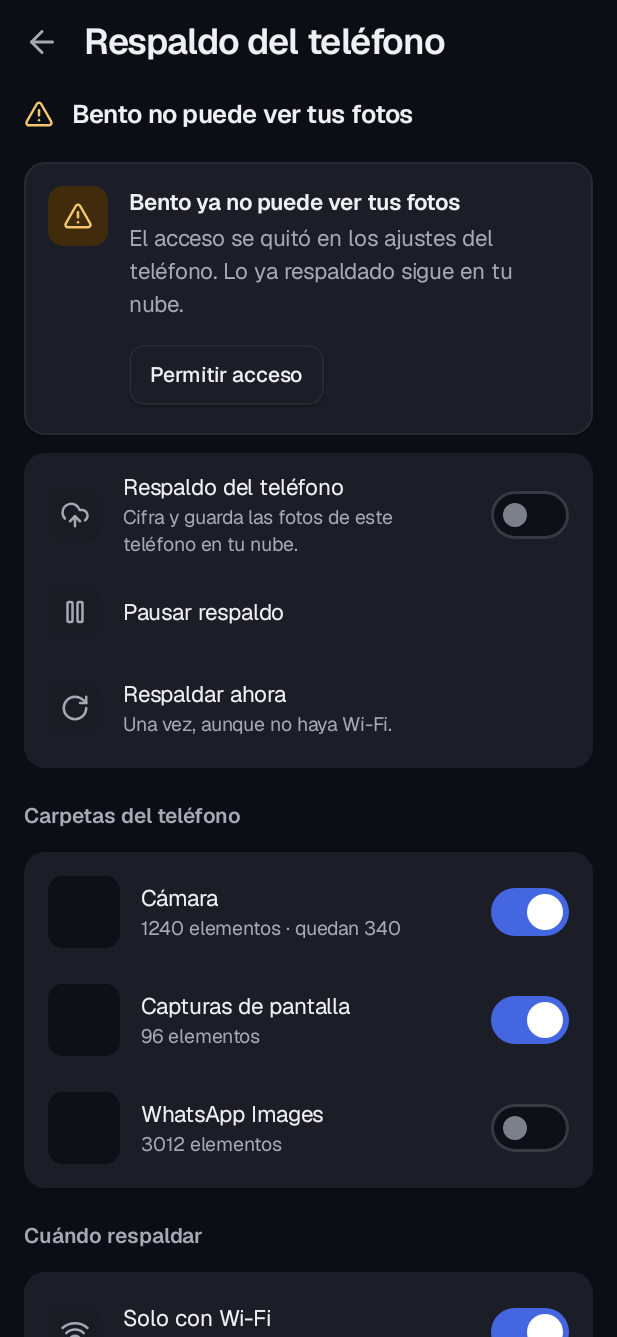 Respaldo del teléfono
Bento no puede ver tus fotos
Bento ya no puede ver tus fotos
El acceso se quitó en los ajustes del
teléfono. Lo ya respaldado sigue en tu
nube.
Permitir acceso
Respaldo del teléfono
Cifra y guarda las fotos de este
teléfono en tu nube.
Pausar respaldo
Respaldar ahora
Una vez, aunque no haya Wi-Fi.
Carpetas del teléfono
Cámara
1240 elementos · quedan 340
Capturas de pantalla
96 elementos
WhatsApp Images
3012 elementos
Cuándo respaldar
Solo con Wi-Fi